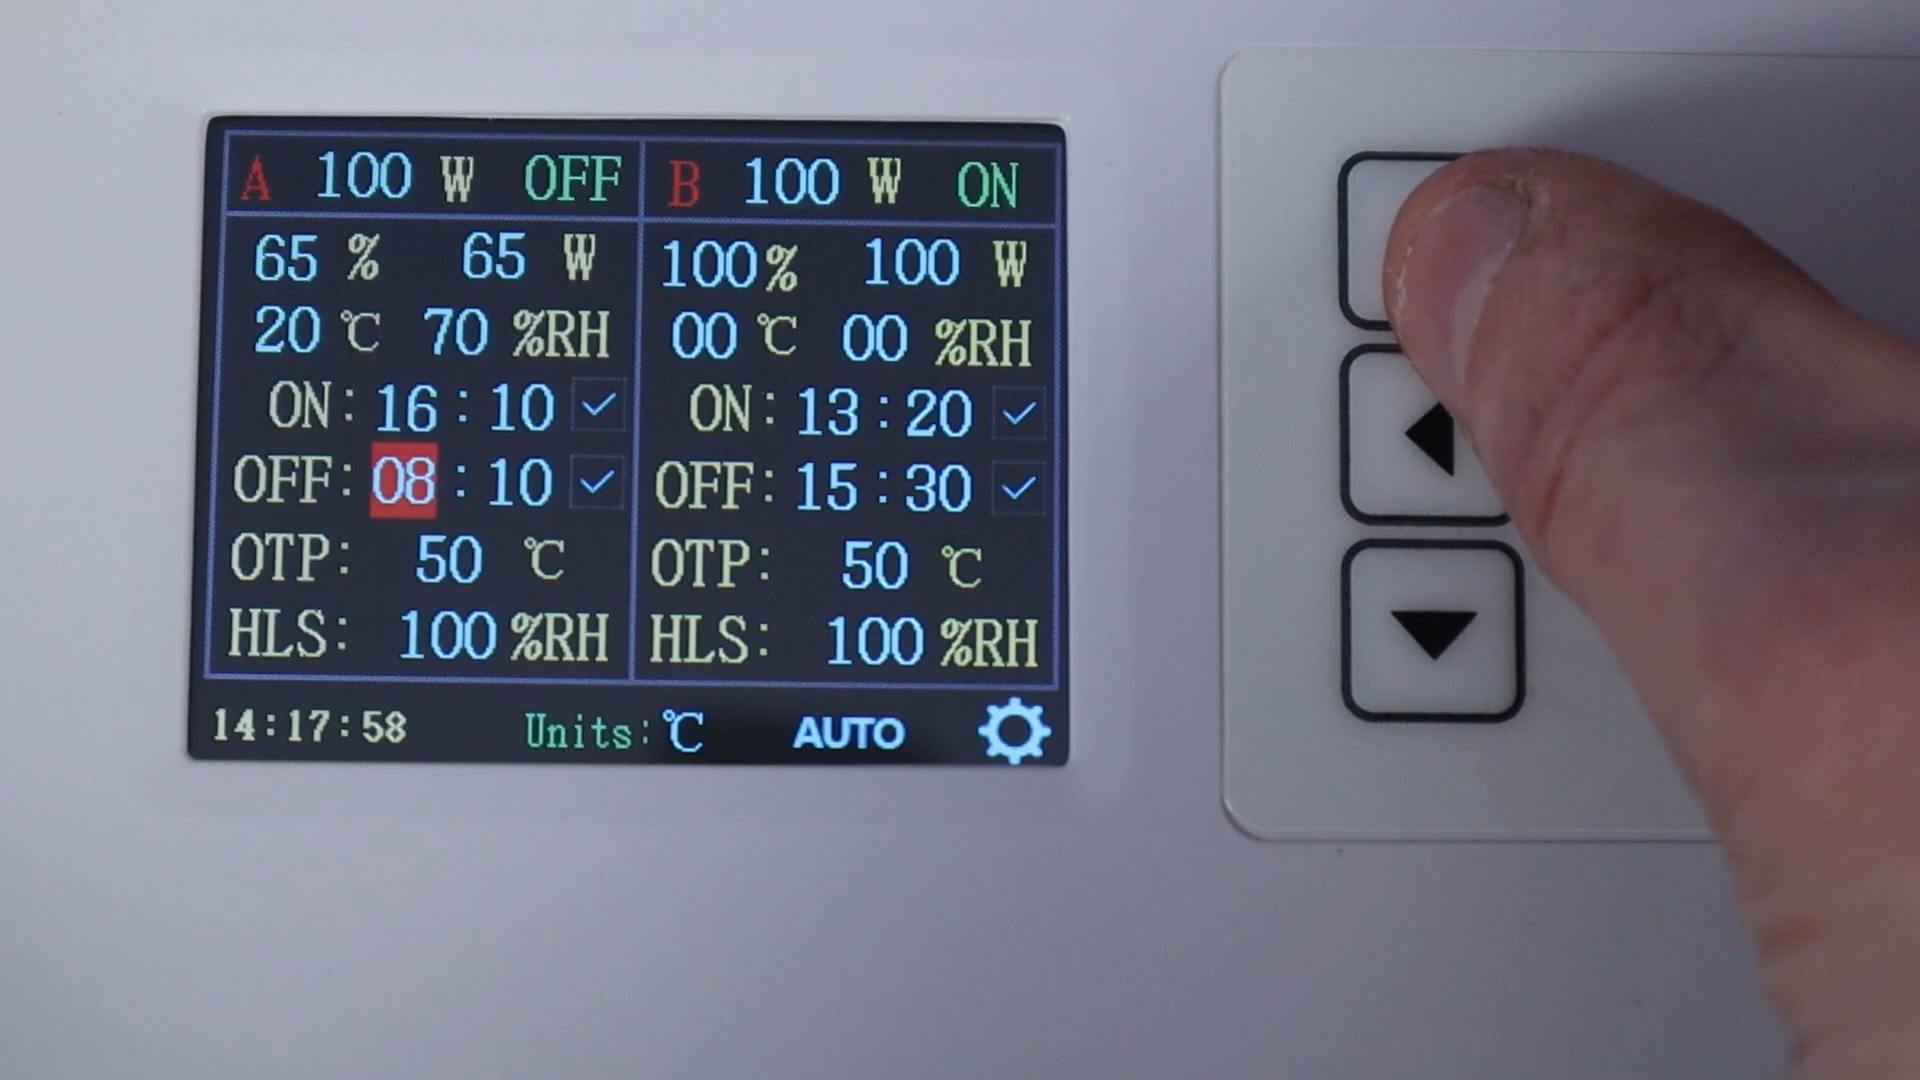 A 100 W OFF
65 % 65 W
20 ℃ 70 %RH
ON: 16:10
OFF: 08:10
OTP: 50 ℃
HLS: 100 %RH
B 100 W ON
100% 100 W
00 ℃ 00 %RH
ON: 13:20
OFF: 15:30
OTP: 50 ℃
HLS: 100 %RH
14:17:58 Units:℃ AUTO